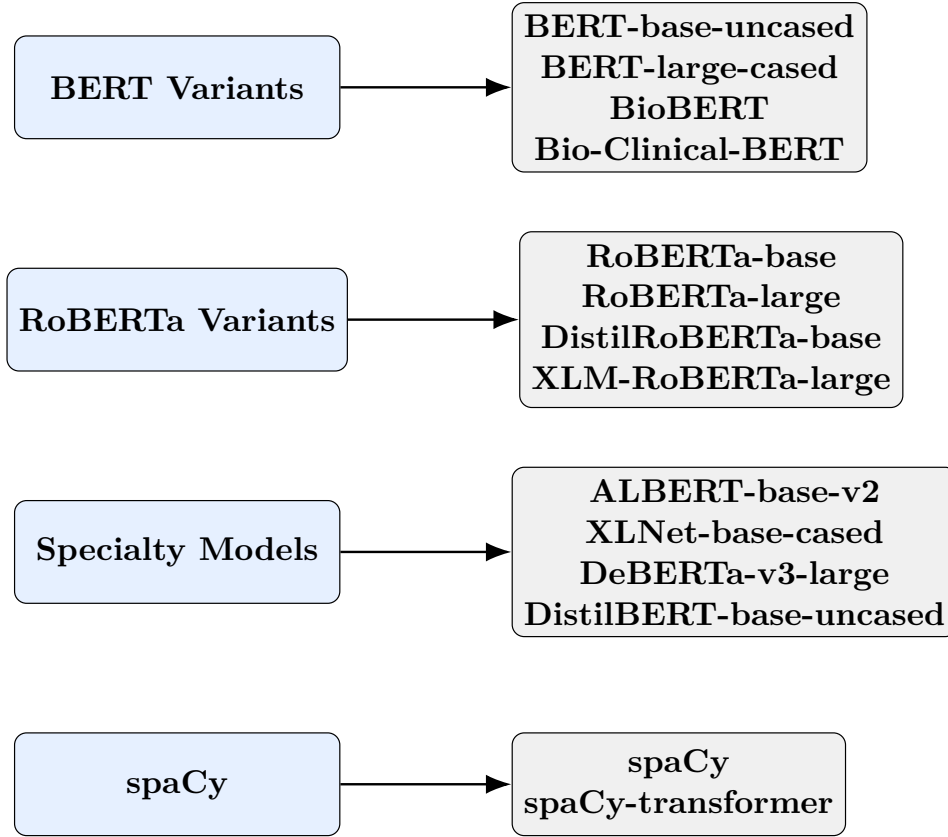 BERT Variants
BERT-base-uncased
BERT-large-cased
BioBERT
Bio-Clinical-BERT
RoBERTa Variants
RoBERTa-base
RoBERTa-large
DistilRoBERTa-base
XLM-RoBERTa-large
Specialty Models
ALBERT-base-v2
XLNet-base-cased
DeBERTa-v3-large
DistilBERT-base-uncased
spaCy
spaCy
spaCy-transformer